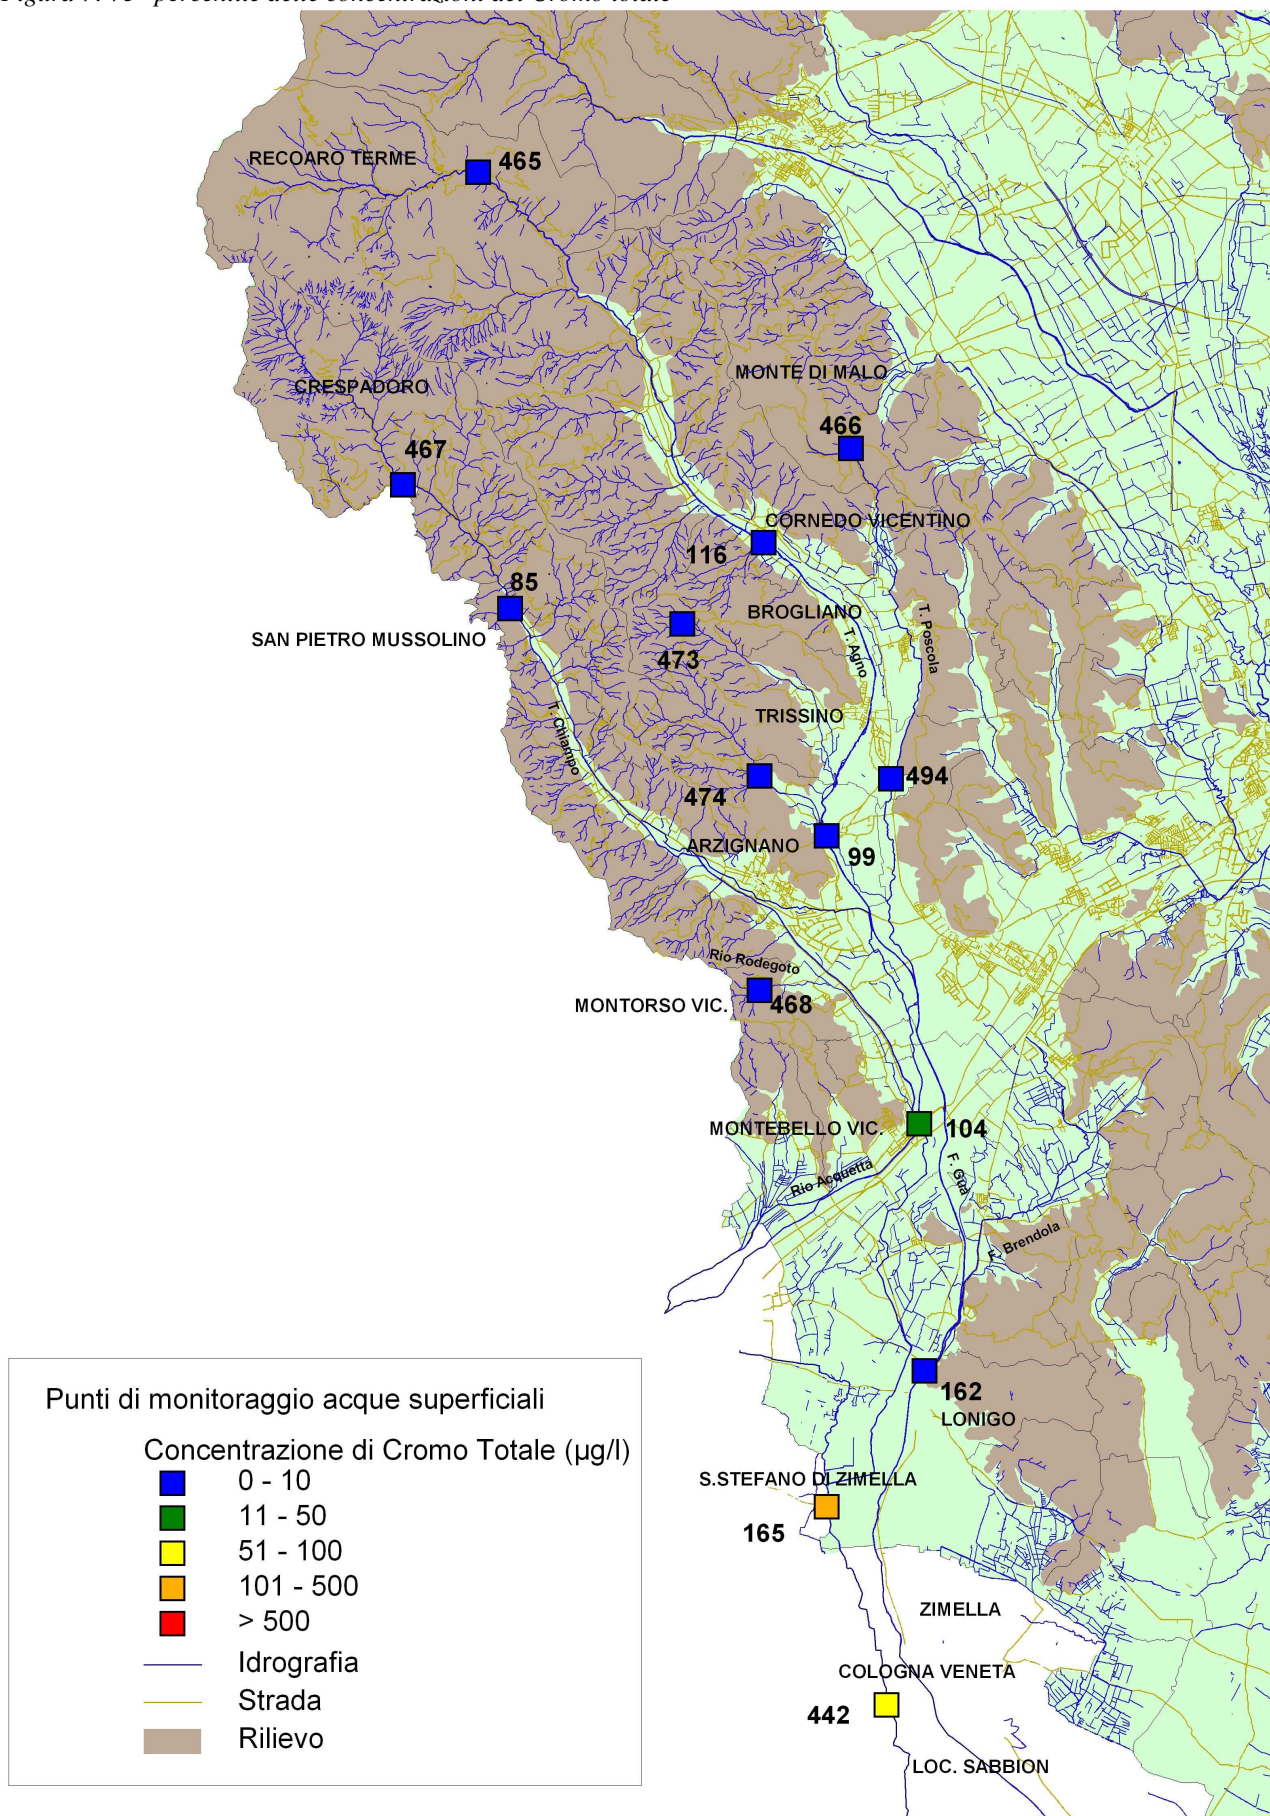 RECOARO TERME
465
MONTE DI MALO
CRESPADORO
466
467
CORNEDO VICENTINO
116
85
BROGLIANO
T. Poscola
T. Agno
SAN PIETRO MUSSOLINO
473
TRISSINO
T. Chiampo
494
474
ARZIGNANO
99
Rio Rodegoto
MONTORSO VIC.
468
MONTEBELLO VIC.
104
F. Guà
Rio Acquetta
F. Brendola
162
LONIGO
S.STEFANO DI ZIMELLA
165
ZIMELLA
COLOGNA VENETA
442
LOC. SABBION
Punti di monitoraggio acque superficiali
Concentrazione di Cromo Totale (µg/l)
0 - 10
11 - 50
51 - 100
101 - 500
> 500
Idrografia
Strada
Rilievo